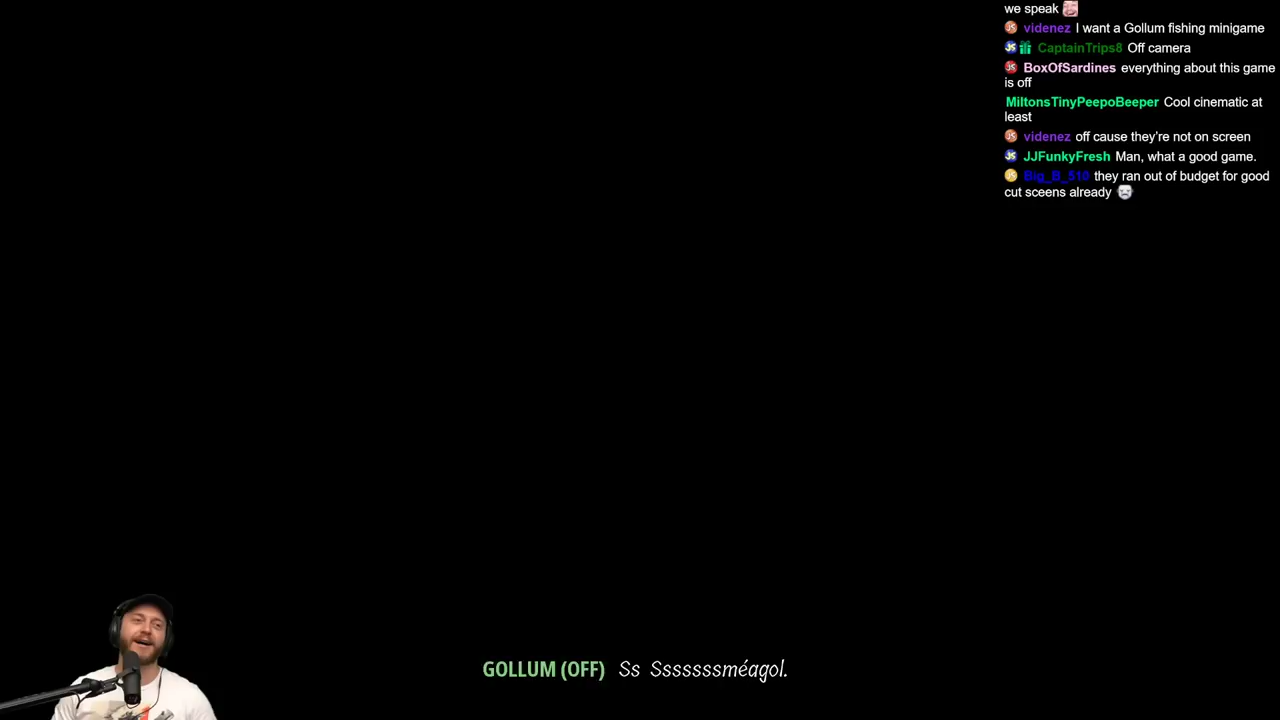 we speak
videnez I want a Gollum fishing minigame
CaptainTrips8 Off camera
BoxOfSardines everything about this game
is off
MiltonsTinyPeepoBeeper Cool cinematic at
least
videnez off cause they're not on screen
JJFunkyFresh Man, what a good game.
Big_B_510 they ran out of budget for good
cut sceens already
GOLLUM (OFF) Ss Sssssssméagol.